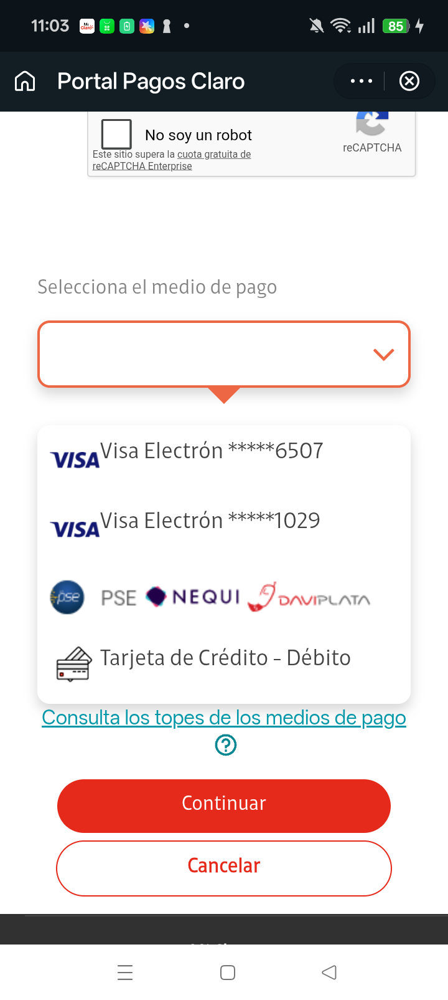 11:03
Mi
Claro
85
Portal Pagos Claro
No soy un robot
reCAPTCHA
Este sitio supera la cuota gratuita de
reCAPTCHA Enterprise
Selecciona el medio de pago
VISA Visa Electrón *****6507
VISA Visa Electrón *****1029
pse PSE NEQUI DAVIPLATA
Tarjeta de Crédito - Débito
Consulta los topes de los medios de pago
?
Continuar
Cancelar